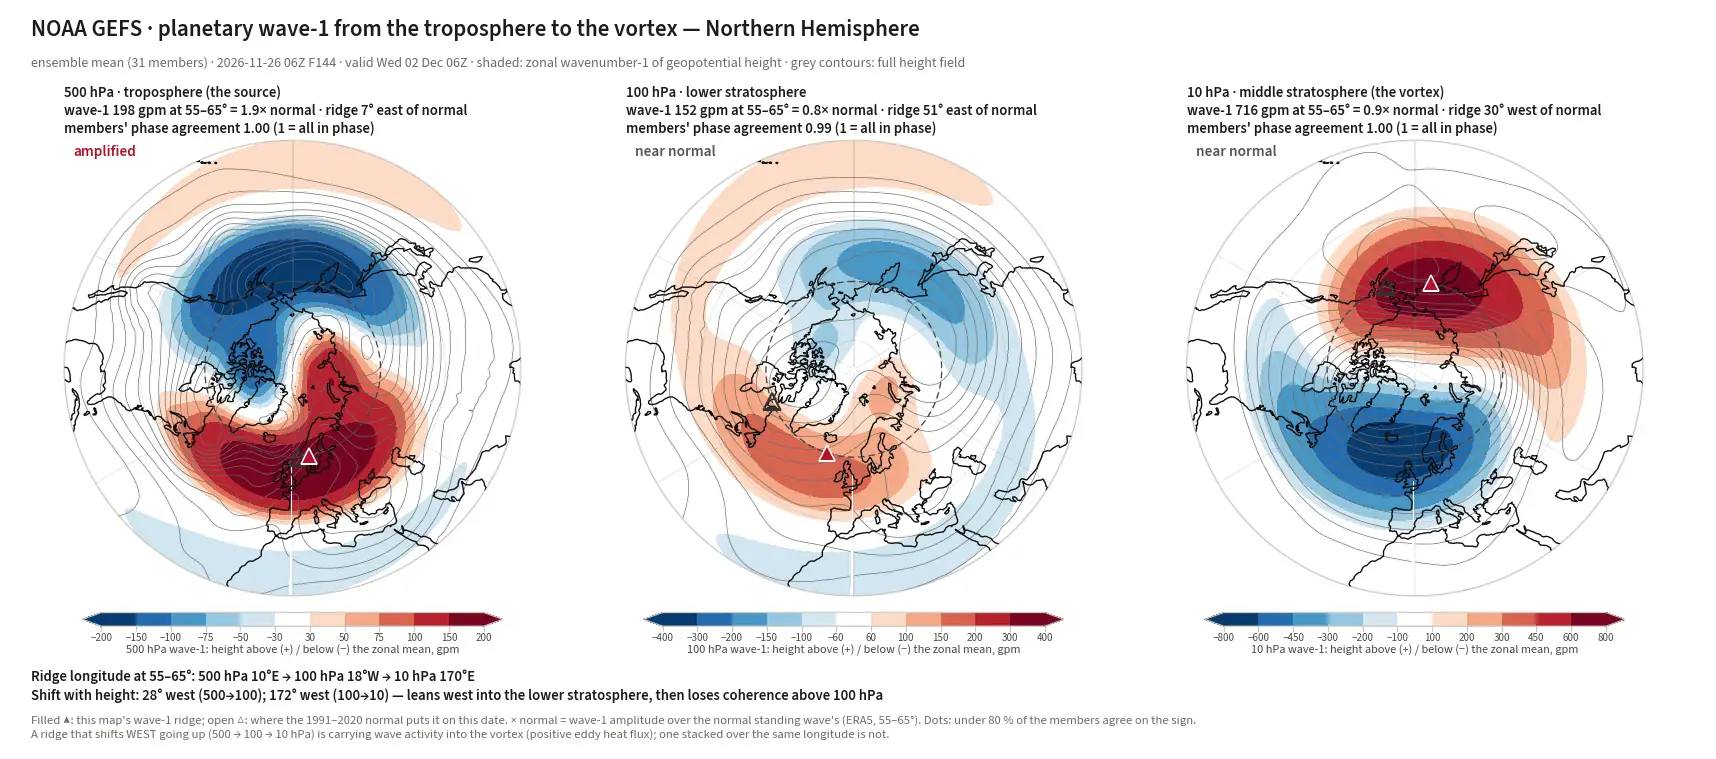 NOAA GEFS · planetary wave-1 from the troposphere to the vortex — Northern Hemisphere
ensemble mean (31 members) · 2026-11-26 06Z F144 · valid Wed 02 Dec 06Z · shaded: zonal wavenumber-1 of geopotential height · grey contours: full height field
500 hPa · troposphere (the source)
wave-1 198 gpm at 55–65° = 1.9× normal · ridge 7° east of normal
members' phase agreement 1.00 (1 = all in phase)
amplified
100 hPa · lower stratosphere
wave-1 152 gpm at 55–65° = 0.8× normal · ridge 51° east of normal
members' phase agreement 0.99 (1 = all in phase)
near normal
10 hPa · middle stratosphere (the vortex)
wave-1 716 gpm at 55–65° = 0.9× normal · ridge 30° west of normal
members' phase agreement 1.00 (1 = all in phase)
near normal
−200 −150 −100 −75 −50 −30 30 50 75 100 150 200
500 hPa wave-1: height above (+) / below (−) the zonal mean, gpm
−400 −300 −200 −150 −100 −60 60 100 150 200 300 400
100 hPa wave-1: height above (+) / below (−) the zonal mean, gpm
−800 −600 −450 −300 −200 −100 100 200 300 450 600 800
10 hPa wave-1: height above (+) / below (−) the zonal mean, gpm
Ridge longitude at 55–65°: 500 hPa 10°E → 100 hPa 18°W → 10 hPa 170°E
Shift with height: 28° west (500→100); 172° west (100→10) — leans west into the lower stratosphere, then loses coherence above 100 hPa
Filled ▲: this map's wave-1 ridge; open △: where the 1991–2020 normal puts it on this date. × normal = wave-1 amplitude over the normal standing wave's (ERA5, 55–65°). Dots: under 80 % of the members agree on the sign.
A ridge that shifts WEST going up (500 → 100 → 10 hPa) is carrying wave activity into the vortex (positive eddy heat flux); one stacked over the same longitude is not.